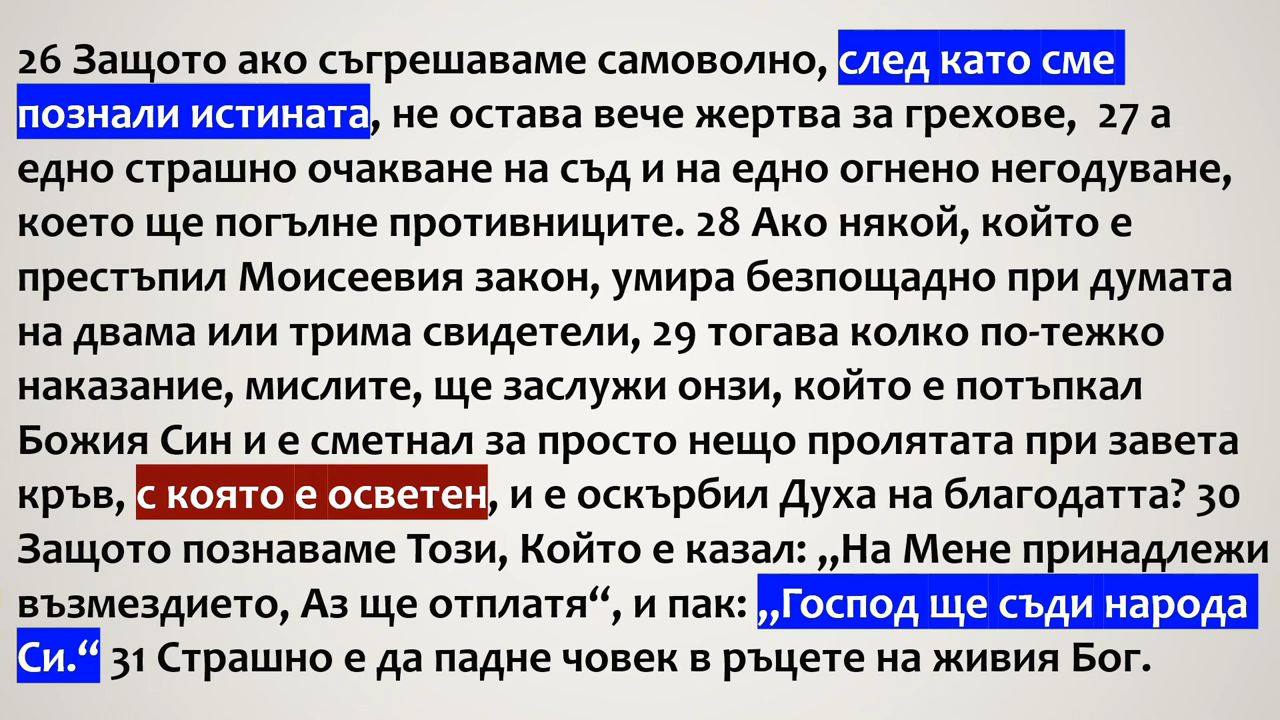 26 Защото ако съгрешаваме самоволно, след като сме
познали истината, не остава вече жертва за грехове,  27 а
едно страшно очакване на съд и на едно огнено негодуване,
което ще погълне противниците. 28 Ако някой, който е
престъпил Моисеевия закон, умира безпощадно при думата
на двама или трима свидетели, 29 тогава колко по-тежко
наказание, мислите, ще заслужи онзи, който е потъпкал
Божия Син и е сметнал за просто нещо пролятата при завета
кръв, с която е осветен, и е оскърбил Духа на благодатта? 30
Защото познаваме Този, Който е казал: „На Мене принадлежи
възмездието, Аз ще отплатя“, и пак: „Господ ще съди народа
Си.“ 31 Страшно е да падне човек в ръцете на живия Бог.